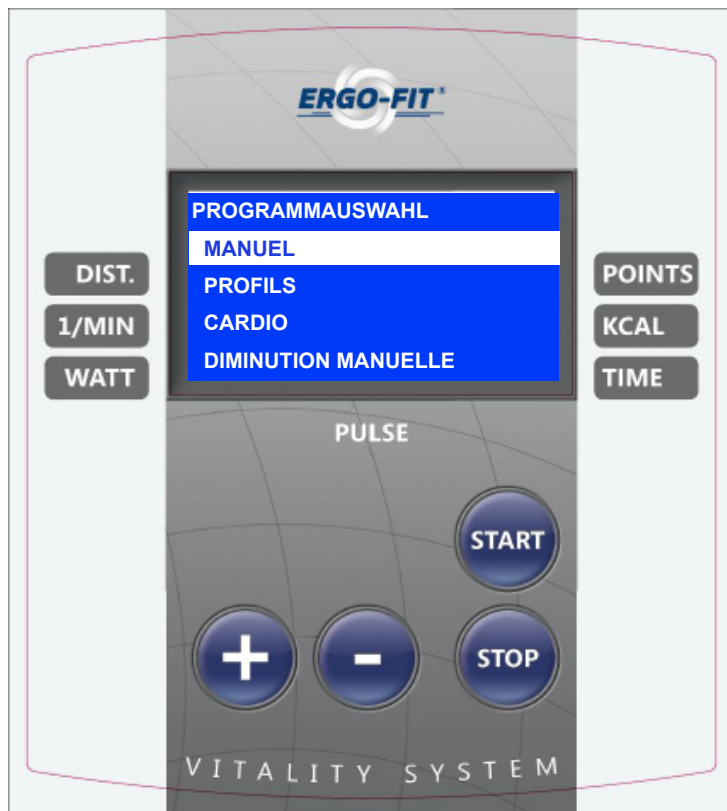 ERGO-FIT®
PROGRAMMAUSWAHL
MANUEL
PROFILS
CARDIO
DIMINUTION MANUELLE
DIST.
1/MIN
WATT
POINTS
KCAL
TIME
PULSE
START
+
-
STOP
VITALITY SYSTEM